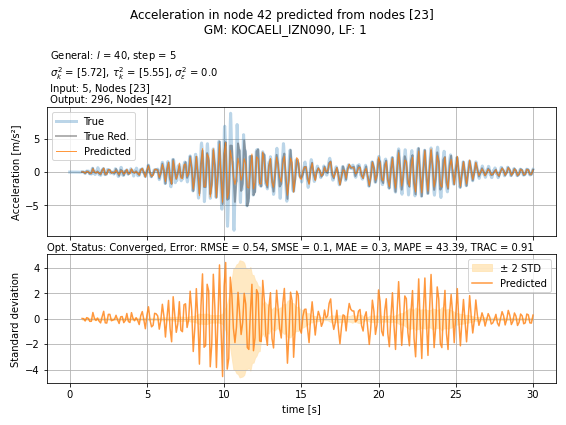 Acceleration in node 42 predicted from nodes [23]
GM: KOCAELI_IZN090, LF: 1
General: l = 40, step = 5
σ²ₖ = [5.72], τ²ₖ = [5.55], σ²ε = 0.0
Input: 5, Nodes [23]
Output: 296, Nodes [42]
True
True Red.
Predicted
Acceleration [m/s²]
5
0
−5
Opt. Status: Converged, Error: RMSE = 0.54, SMSE = 0.1, MAE = 0.3, MAPE = 43.39, TRAC = 0.91
± 2 STD
Predicted
Standard deviation
4
2
0
−2
−4
0 5 10 15 20 25 30
time [s]